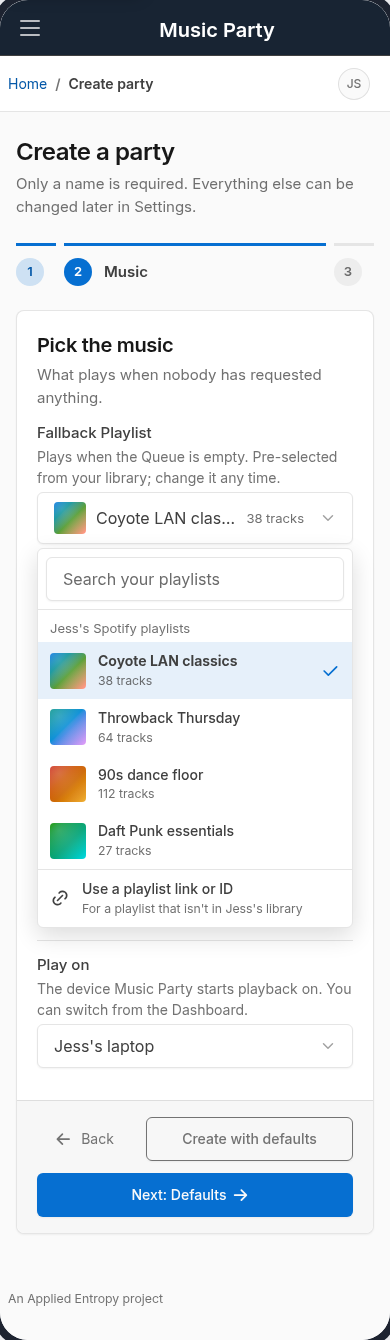 Music Party
Home / Create party
JS
Create a party
Only a name is required. Everything else can be
changed later in Settings.
1
2 Music
3
Pick the music
What plays when nobody has requested
anything.
Fallback Playlist
Plays when the Queue is empty. Pre-selected
from your library; change it any time.
Coyote LAN clas... 38 tracks
Search your playlists
Jess's Spotify playlists
Coyote LAN classics
38 tracks
Throwback Thursday
64 tracks
90s dance floor
112 tracks
Daft Punk essentials
27 tracks
Use a playlist link or ID
For a playlist that isn't in Jess's library
Play on
The device Music Party starts playback on. You
can switch from the Dashboard.
Jess's laptop
← Back
Create with defaults
Next: Defaults →
An Applied Entropy project